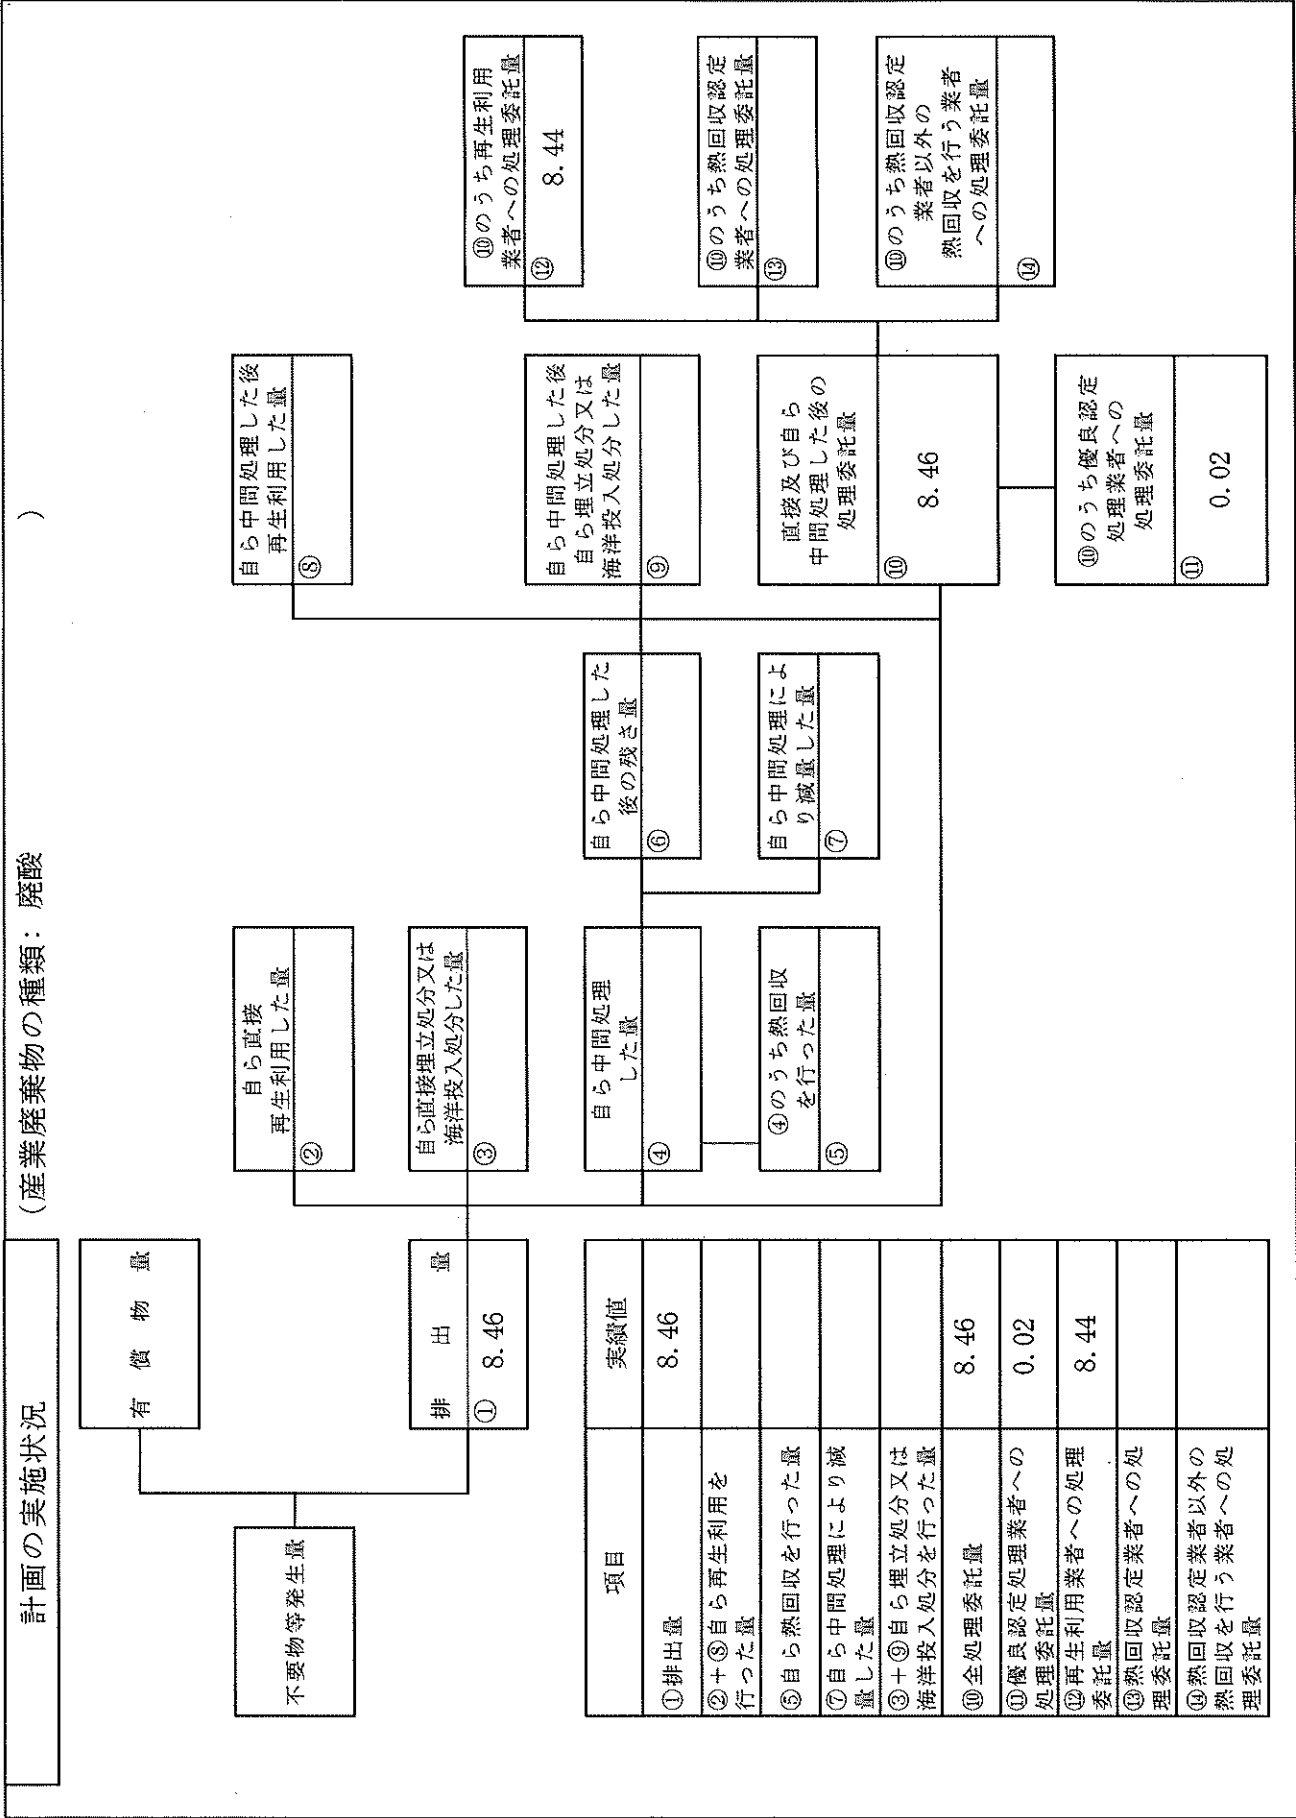 計画の実施状況
（産業廃棄物の種類： 廃酸 ）
不要物等発生量
有償物量
排出量
① 8.46
自ら直接
再生利用した量
②
自ら直接埋立処分又は
海洋投入処分した量
③
自ら中間処理
した量
④
④のうち熱回収
を行った量
⑤
自ら中間処理した
後の残さ量
⑥
自ら中間処理によ
り減量した量
⑦
自ら中間処理した後
再生利用した量
⑧
自ら中間処理した後
自ら埋立処分又は
海洋投入処分した量
⑨
直接及び自ら
中間処理した後の
処理委託量
⑩ 8.46
⑩のうち優良認定
処理業者への
処理委託量
⑪ 0.02
⑩のうち再生利用
業者への処理委託量
⑫ 8.44
⑩のうち熱回収認定
業者への処理委託量
⑬
⑩のうち熱回収認定
業者以外の
熱回収を行う業者
への処理委託量
⑭
項目 実績値
①排出量 8.46
②＋⑧自ら再生利用を
行った量
⑤自ら熱回収を行った量
⑦自ら中間処理により減
量した量
③＋⑨自ら埋立処分又は
海洋投入処分を行った量
⑩全処理委託量 8.46
⑪優良認定処理業者への
処理委託量 0.02
⑫再生利用業者への処理
委託量 8.44
⑬熱回収認定業者への処
理委託量
⑭熱回収認定業者以外の
熱回収を行う業者への処
理委託量